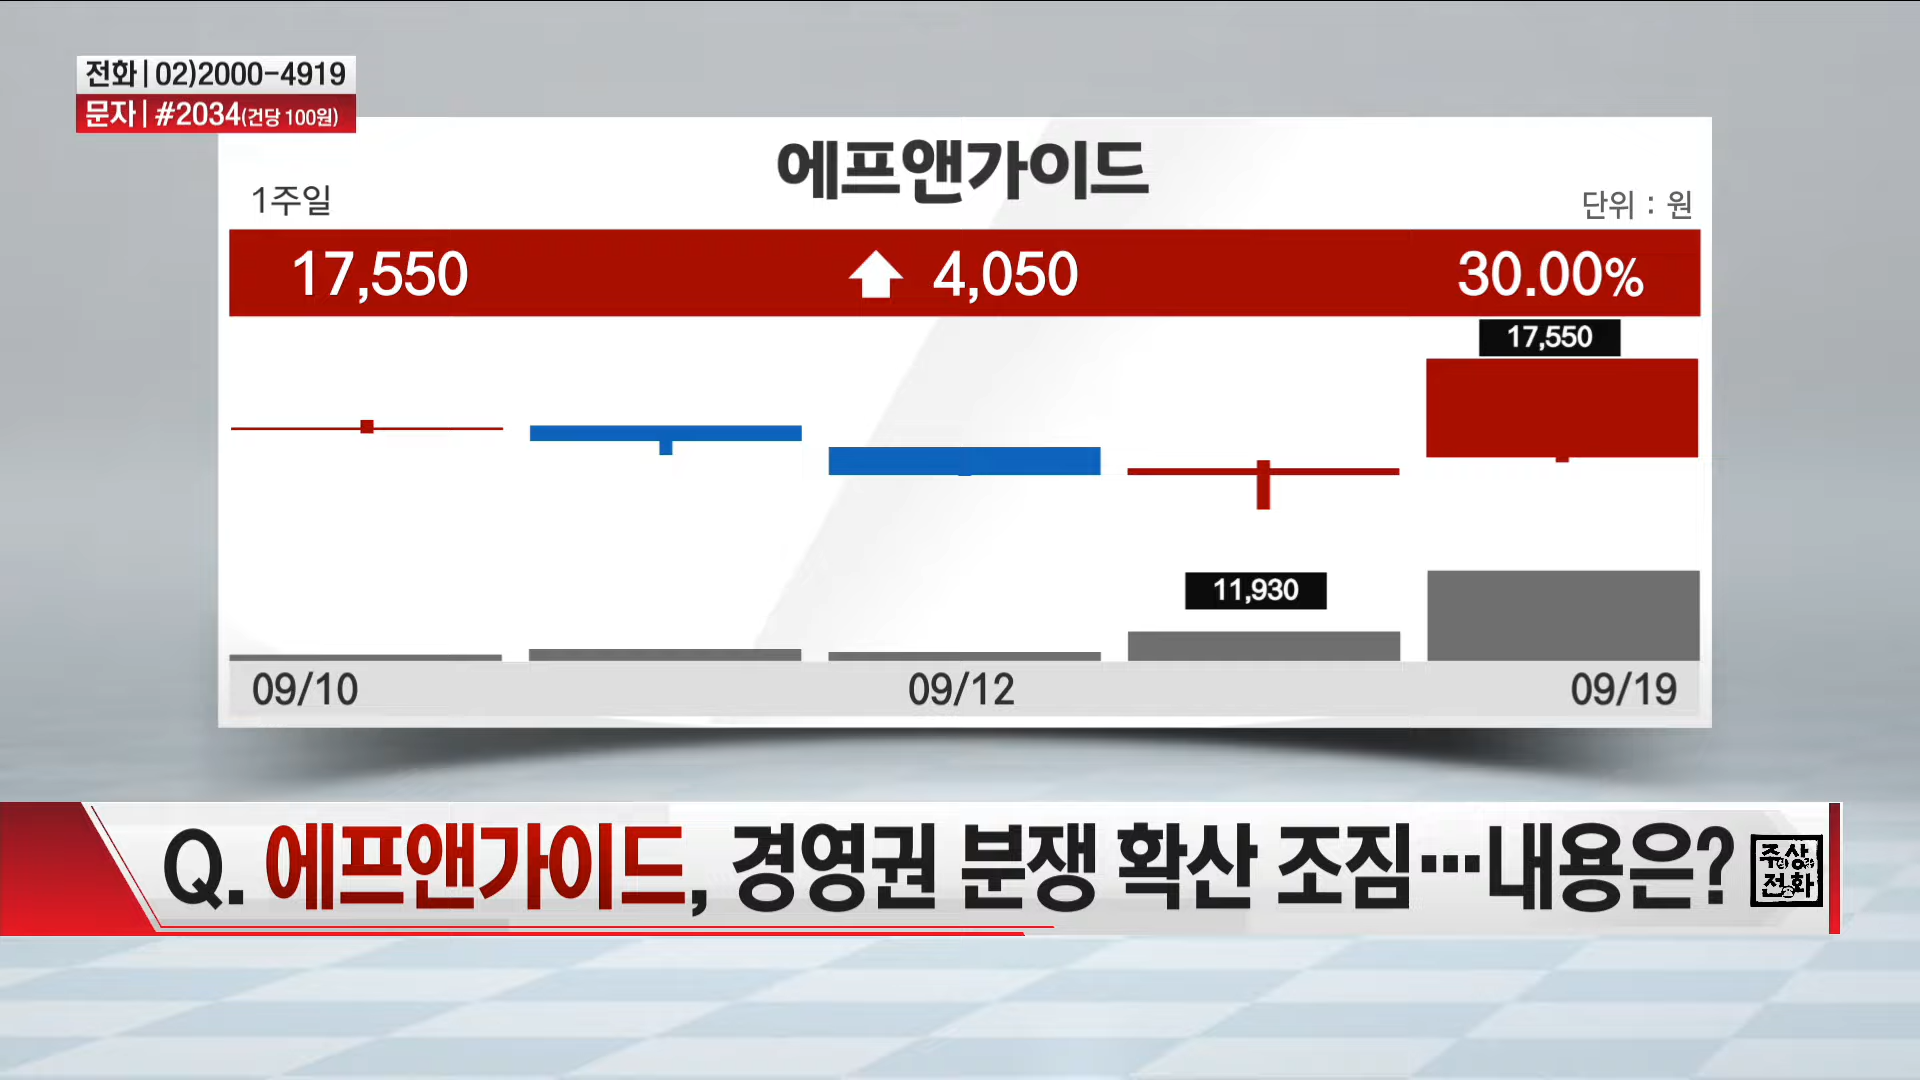 전화 | 02)2000-4919
문자 | #2034(건당 100원)
에프앤가이드
1주일
단위 : 원
17,550 4,050 30.00%
17,550
11,930
09/10 09/12 09/19
Q. 에프앤가이드, 경영권 분쟁 확산 조짐…내용은?
주상
전화